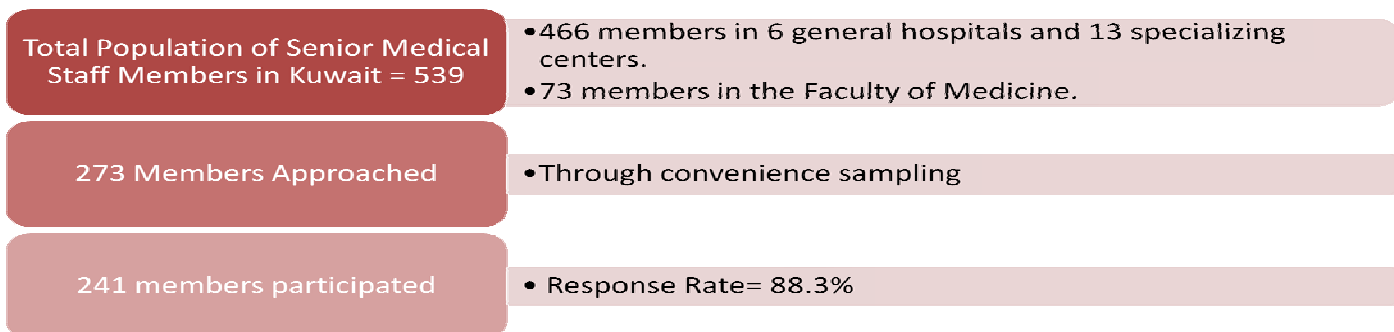 Total Population of Senior Medical
Staff Members in Kuwait = 539
•466 members in 6 general hospitals and 13 specializing
centers.
•73 members in the Faculty of Medicine.
273 Members Approached
•Through convenience sampling
241 members participated
• Response Rate= 88.3%